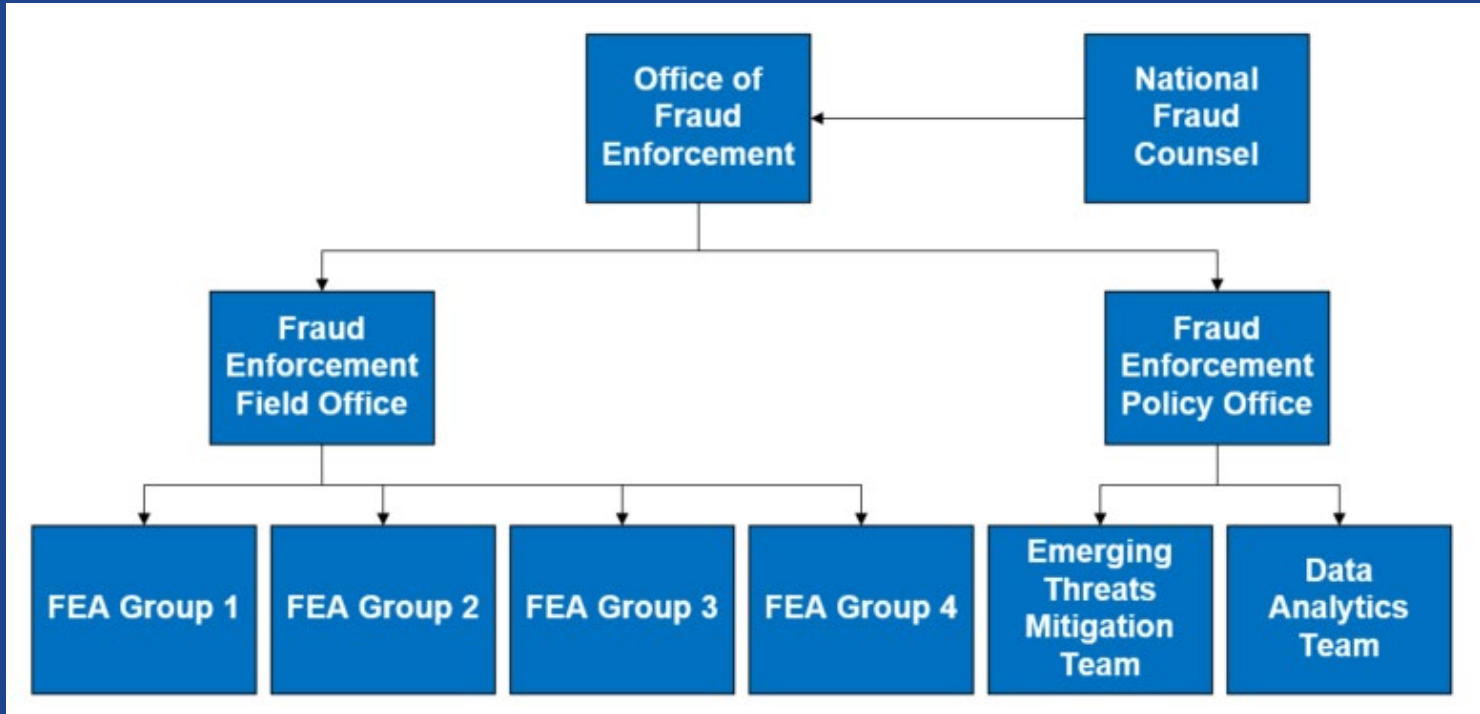 Office of
Fraud
Enforcement
National
Fraud
Counsel
Fraud
Enforcement
Field Office
Fraud
Enforcement
Policy Office
FEA Group 1
FEA Group 2
FEA Group 3
FEA Group 4
Emerging
Threats
Mitigation
Team
Data
Analytics
Team